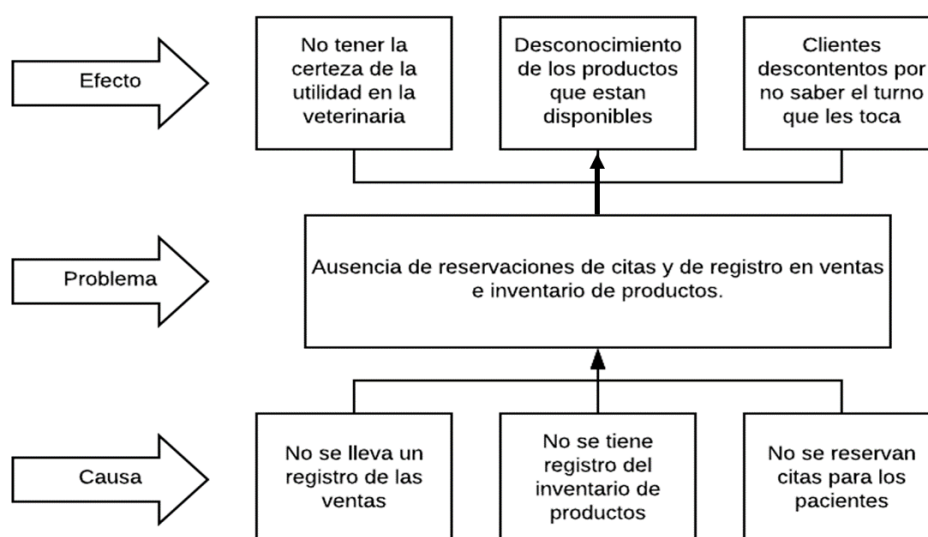 Efecto
No tener la
certeza de la
utilidad en la
veterinaria
Desconocimiento
de los productos
que estan
disponibles
Clientes
descontentos por
no saber el turno
que les toca
Problema
Ausencia de reservaciones de citas y de registro en ventas
e inventario de productos.
Causa
No se lleva un
registro de las
ventas
No se tiene
registro del
inventario de
productos
No se reservan
citas para los
pacientes